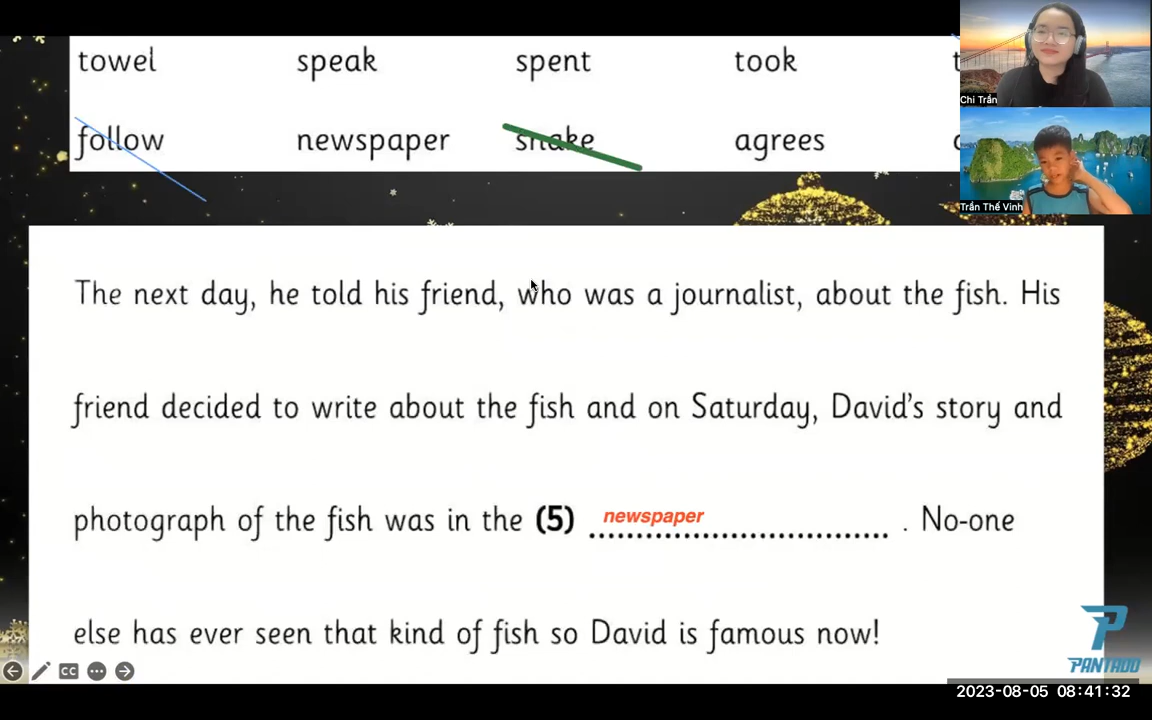 towel speak spent took
follow newspaper snake agrees
Chi Trần
Trần Thế Vinh
The next day, he told his friend, who was a journalist, about the fish. His
friend decided to write about the fish and on Saturday, David's story and
photograph of the fish was in the (5) newspaper . No-one
else has ever seen that kind of fish so David is famous now!
CC
PANTADO
2023-08-05 08:41:32